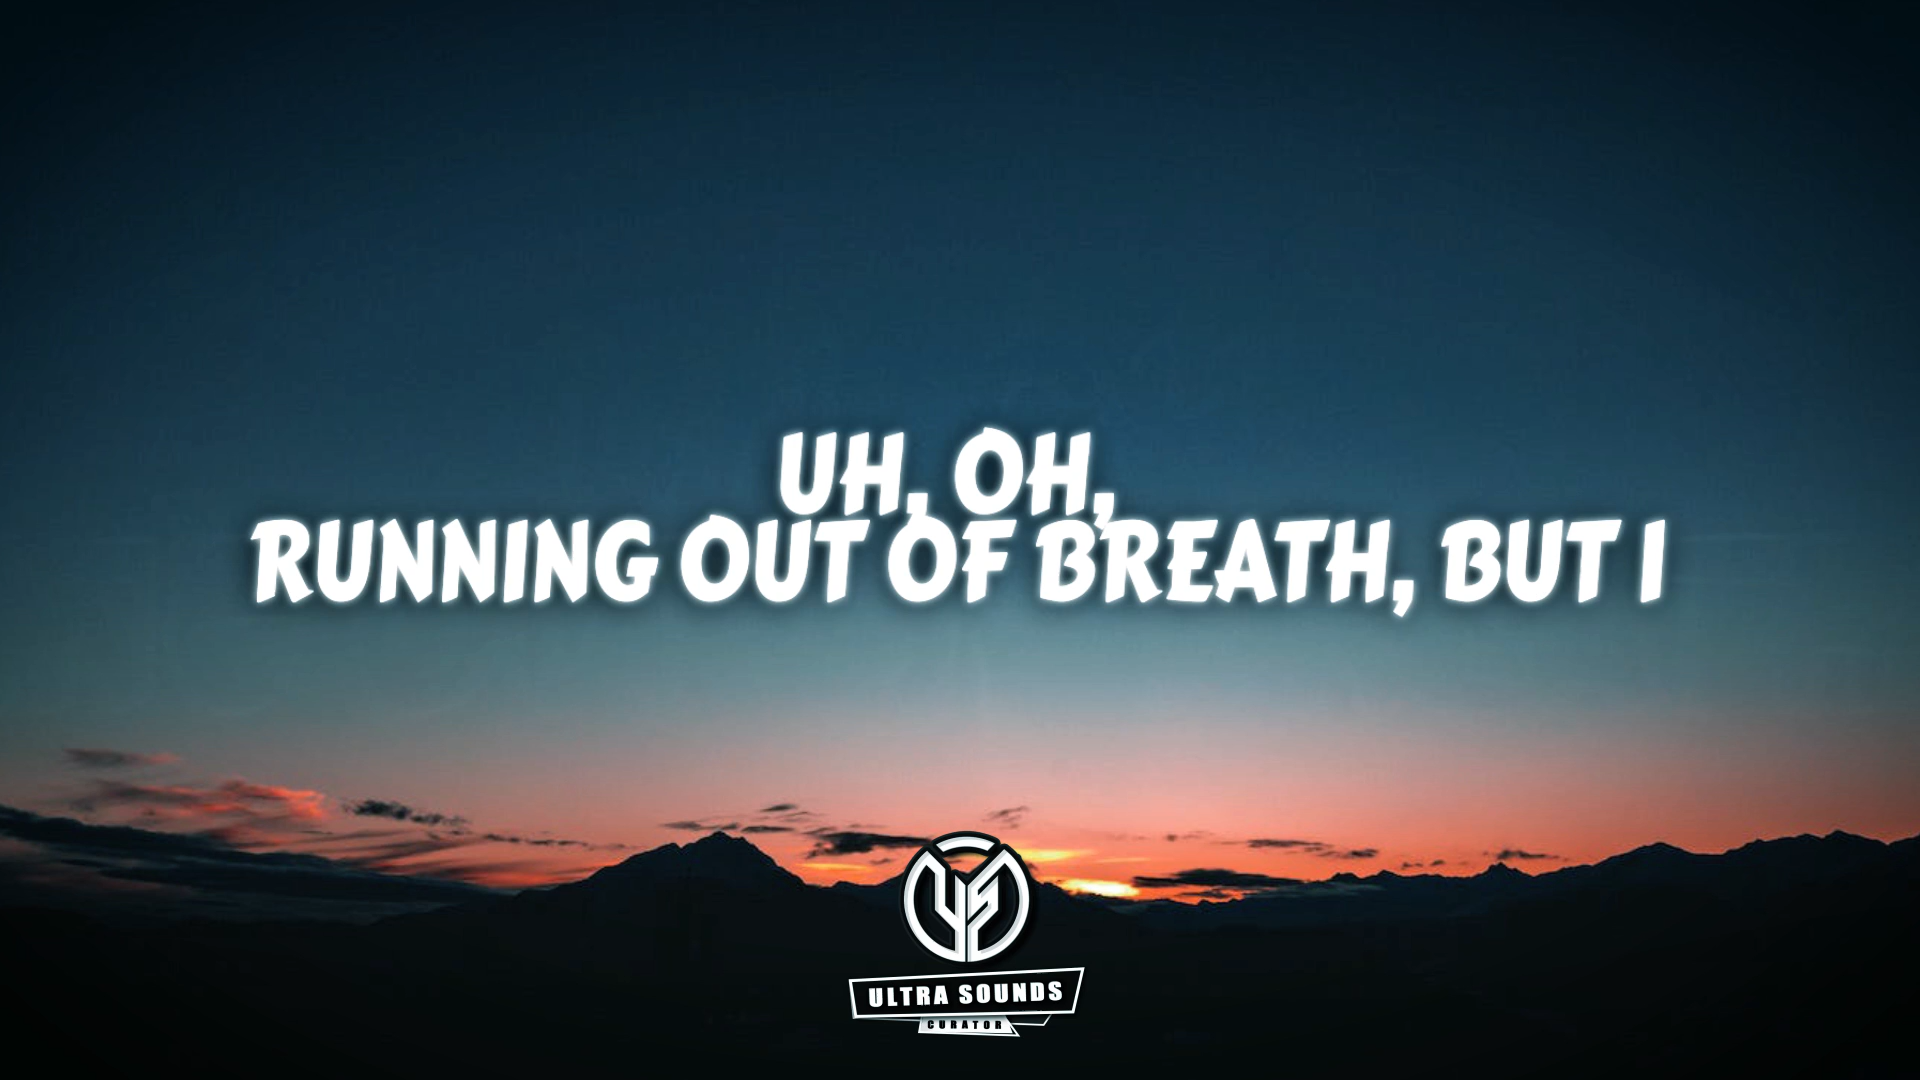 UH, OH,
RUNNING OUT OF BREATH, BUT I
ULTRA SOUNDS
CURATOR